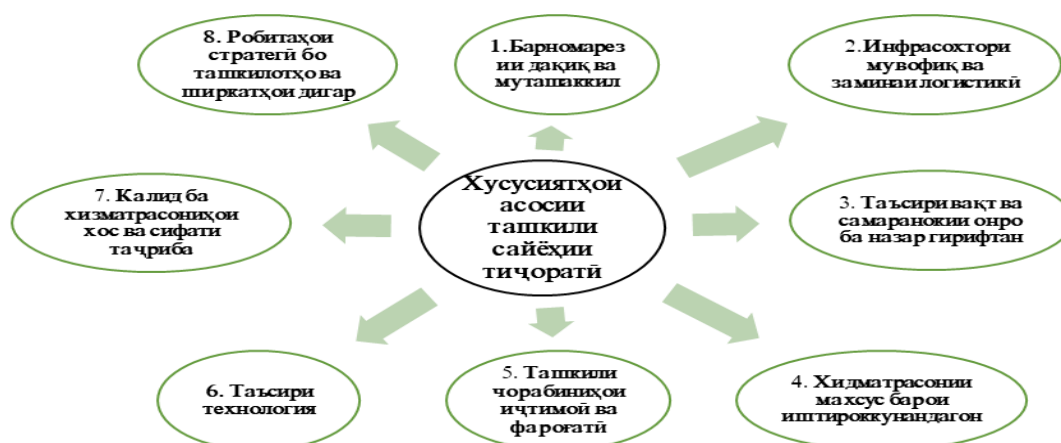 8. Робитаҳои
стратегӣ бо
ташкилотҳо ва
ширкатҳои дигар
1.Барномарез
ии дақиқ ва
муташаккил
2.Инфрасохтори
мувофиқ ва
заминаи логистикӣ
Хусусиятҳои
асосии
ташкили
сайёҳии
тиҷоратӣ
7. Калид ба
хизматрасониҳои
хос ва сифати
таҷриба
3. Таъсири вақт ва
самаранокии онро
ба назар гирифтан
6. Таъсири
технология
5. Ташкили
чорабиниҳои
иҷтимоӣ ва
фароғатӣ
4. Хидматрасонии
махсус барои
иштироккунандагон